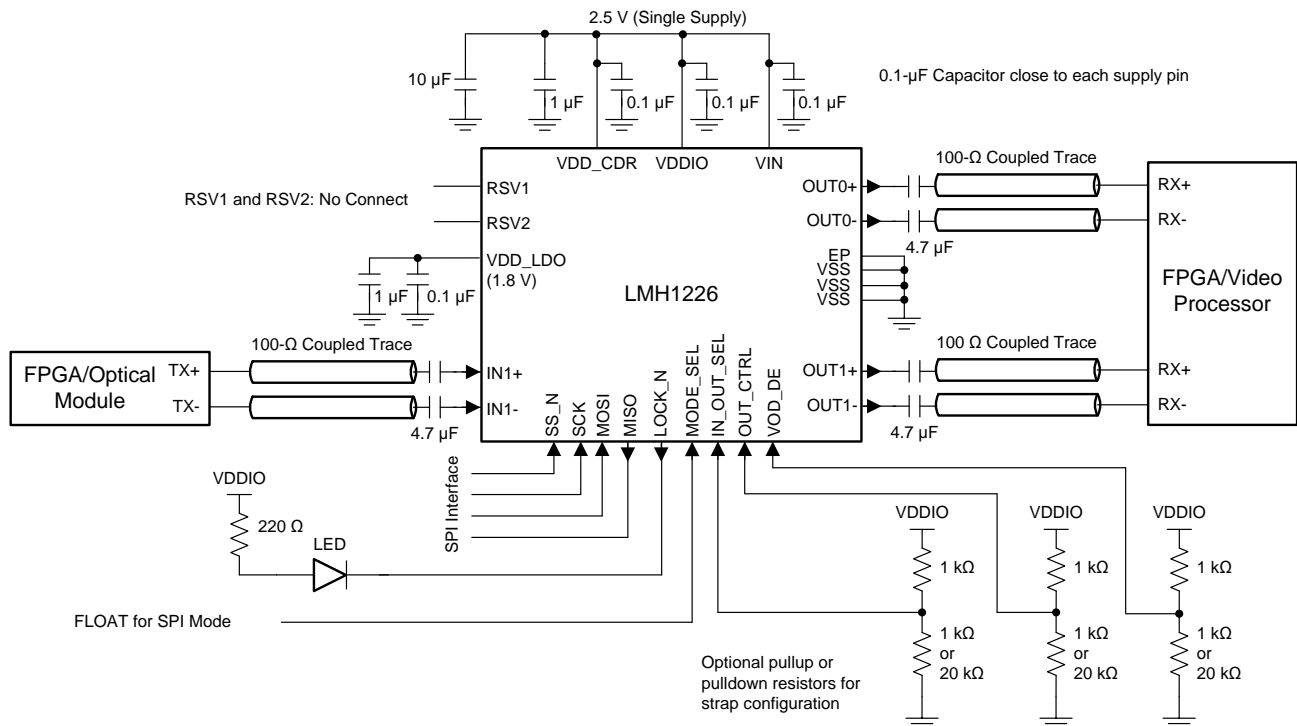 2.5 V (Single Supply)
10 µF
1 µF
0.1 µF
0.1 µF
0.1 µF
0.1-µF Capacitor close to each supply pin
VDD_CDR
VDDIO
VIN
RSV1
RSV1 and RSV2: No Connect
RSV2
VDD_LDO
(1.8 V)
1 µF
0.1 µF
LMH1226
OUT0+
OUT0-
100-Ω Coupled Trace
4.7 µF
RX+
RX-
EP
VSS
VSS
VSS
FPGA/Video
Processor
FPGA/Optical
Module
TX+
TX-
100-Ω Coupled Trace
4.7 µF
IN1+
IN1-
OUT1+
OUT1-
100 Ω Coupled Trace
4.7 µF
RX+
RX-
SS_N
SCK
MOSI
MISO
LOCK_N
MODE_SEL
IN_OUT_SEL
OUT_CTRL
VOD_DE
SPI Interface
VDDIO
220 Ω
LED
FLOAT for SPI Mode
VDDIO
VDDIO
VDDIO
1 kΩ
1 kΩ
1 kΩ
1 kΩ
or
20 kΩ
1 kΩ
or
20 kΩ
1 kΩ
or
20 kΩ
Optional pullup or
pulldown resistors for
strap configuration